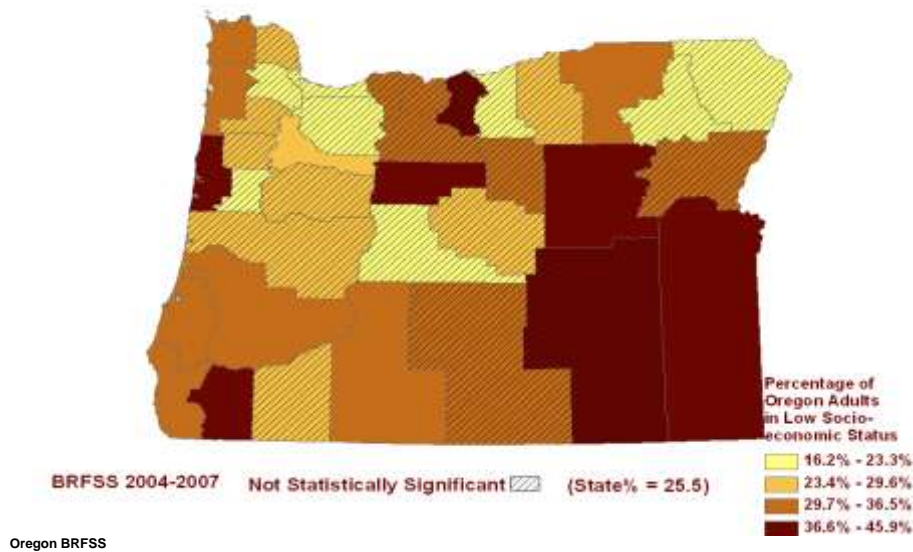 Percentage of
Oregon Adults
in Low Socio-
economic Status
16.2% - 23.3%
23.4% - 29.6%
29.7% - 36.5%
36.6% - 45.9%
BRFSS 2004-2007 Not Statistically Significant (State% = 25.5)
Oregon BRFSS